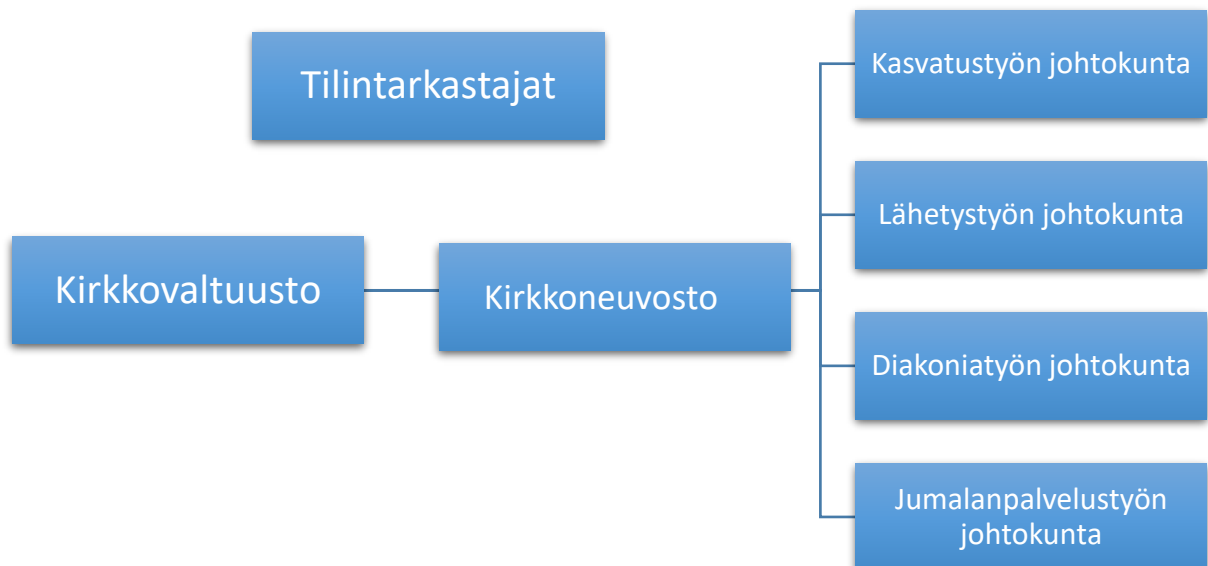 Tilintarkastajat
Kirkkovaltuusto
Kirkkoneuvosto
Kasvatustyön johtokunta
Lähetystyön johtokunta
Diakoniatyön johtokunta
Jumalanpalvelustyön
johtokunta